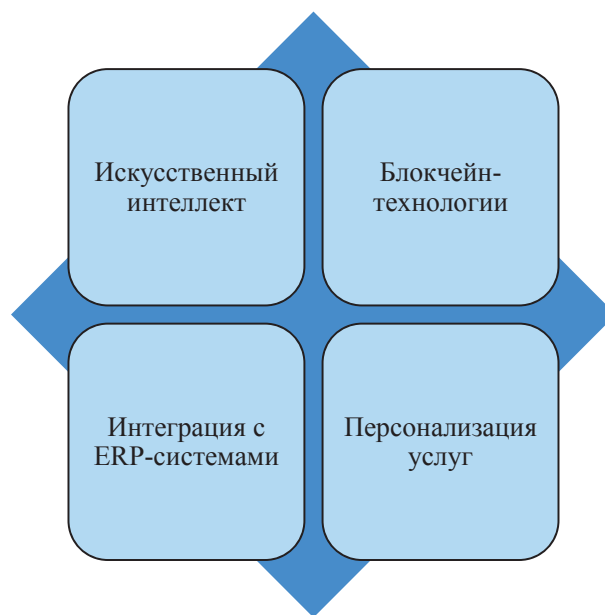 Искусственный
интеллект
Блокчейн-
технологии
Интеграция с
ERP-системами
Персонализация
услуг